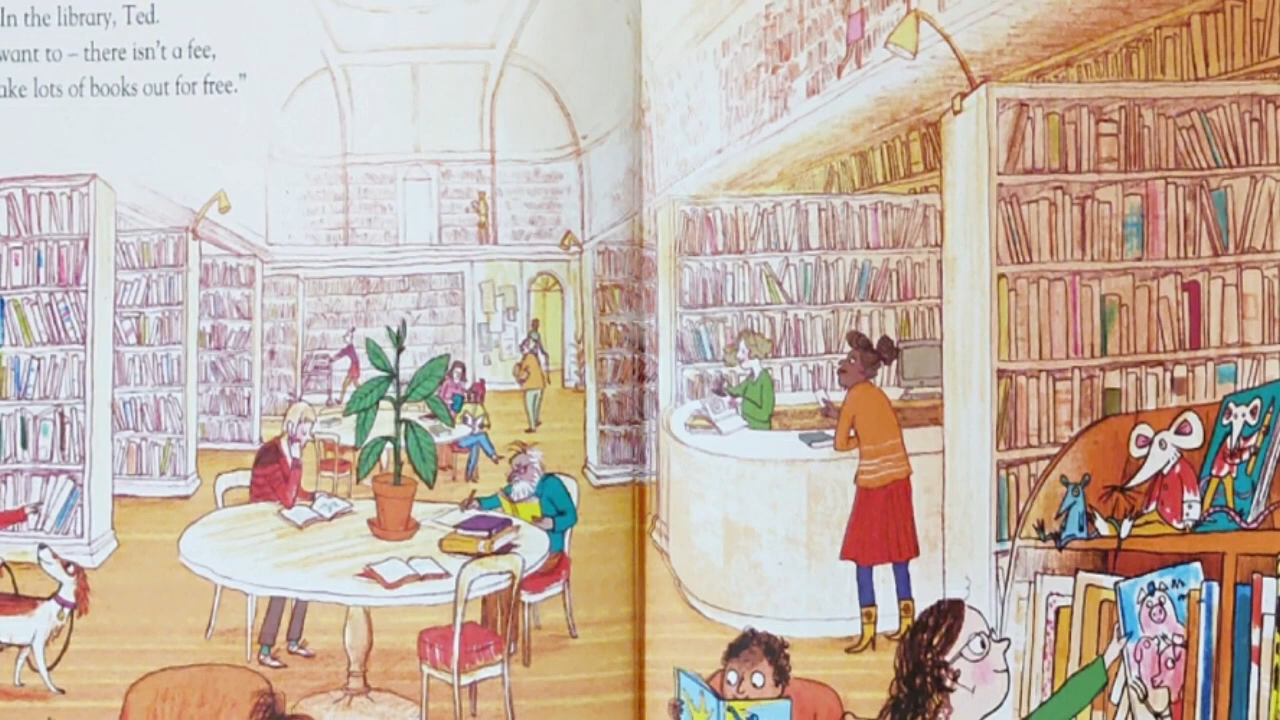 In the library, Ted.
want to – there isn't a fee,
ake lots of books out for free."